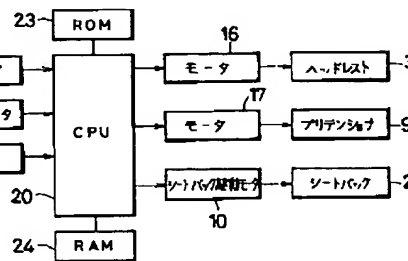 23
ROM
16
モータ
ヘッドレスト
3
タ
CPU
17
モータ
プリテンショナ
9
20
シートバック駆動モータ
シートバック
2
10
24
RAM